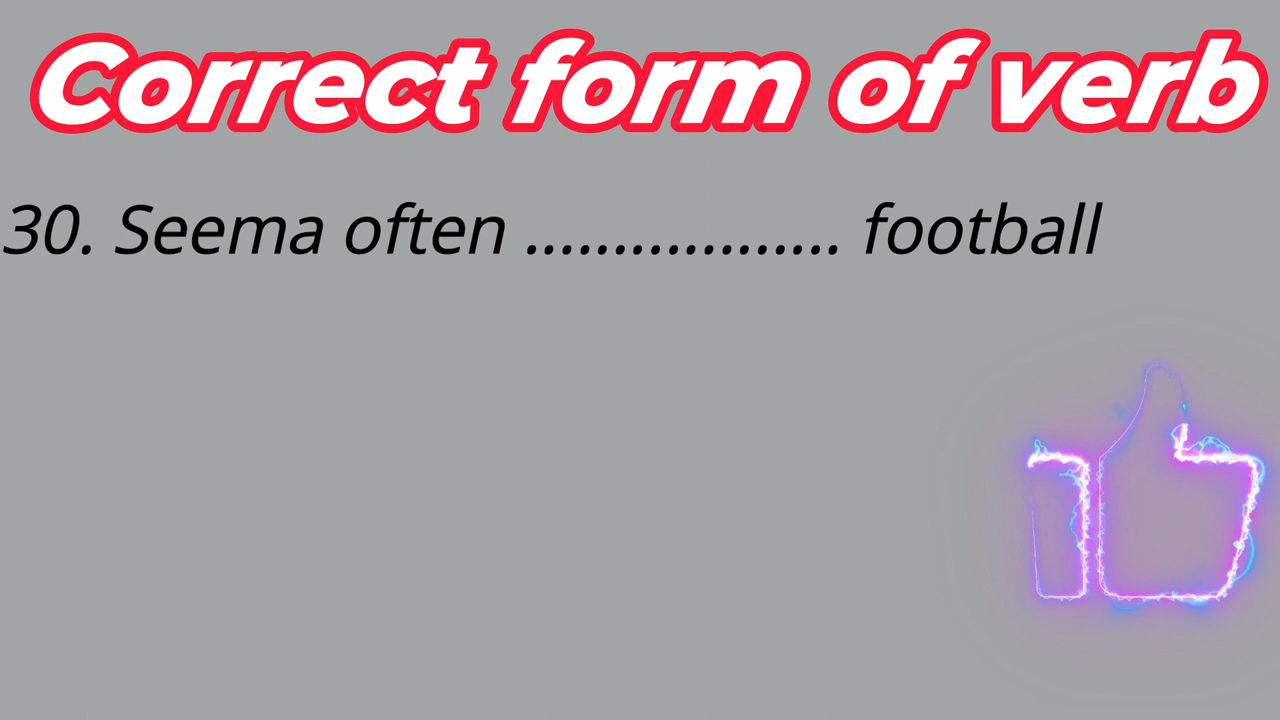 Correct form of verb
30. Seema often .................. football